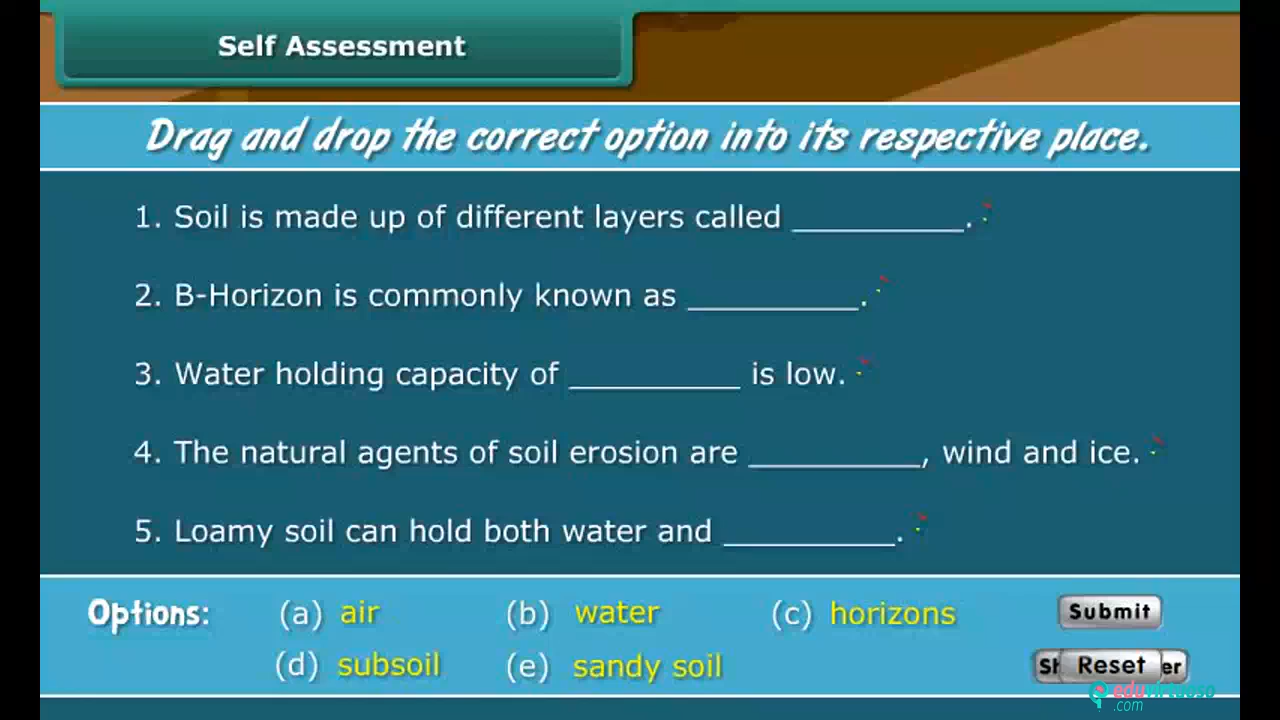 Self Assessment
Drag and drop the correct option into its respective place.
1. Soil is made up of different layers called __________.
2. B-Horizon is commonly known as __________.
3. Water holding capacity of __________ is low.
4. The natural agents of soil erosion are __________, wind and ice.
5. Loamy soil can hold both water and __________.
Options: (a) air (b) water (c) horizons Submit
(d) subsoil (e) sandy soil Reset
eduvirtuoso
.com